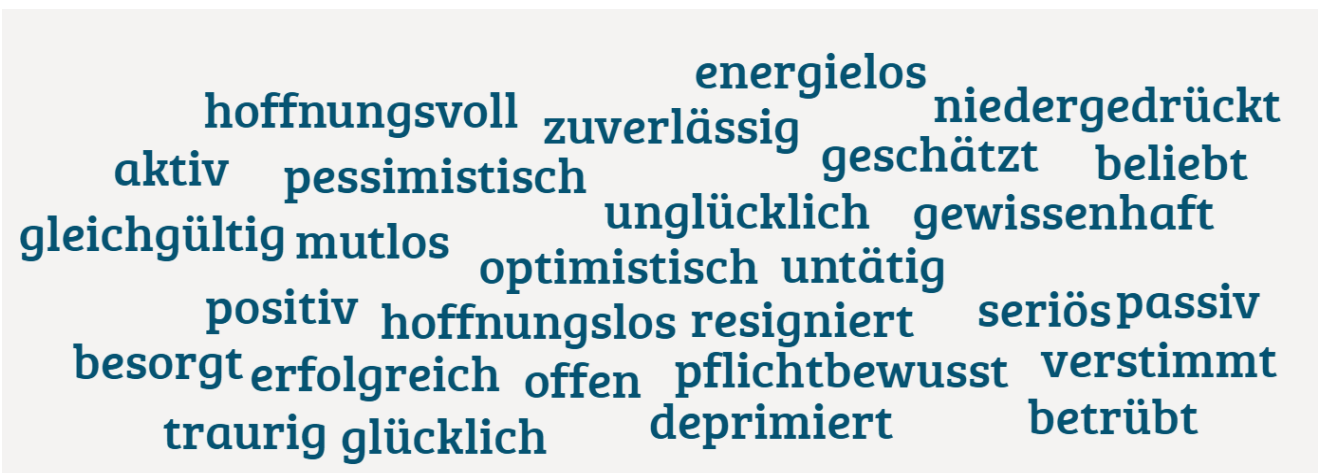 energielos
hoffnungsvoll zuverlässig niedergedrückt
aktiv pessimistisch geschätzt beliebt
gleichgültig mutlos unglücklich gewissenhaft
optimistisch untätig
positiv hoffnungslos resigniert seriös passiv
besorgt erfolgreich offen pflichtbewusst verstimmt
traurig glücklich deprimiert betrübt